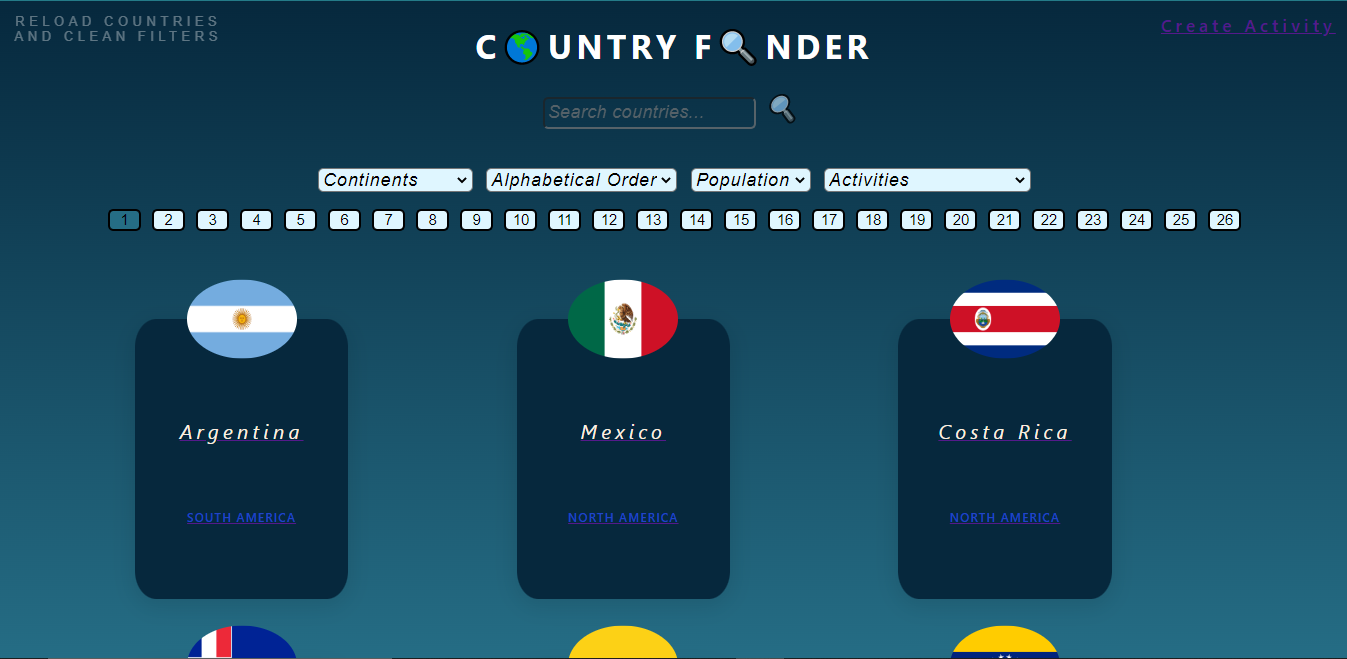 RELOAD COUNTRIES
AND CLEAN FILTERS
Create Activity
C🌎UNTRY F🔍NDER
Search countries...
Continents Alphabetical Order Population Activities
1 2 3 4 5 6 7 8 9 10 11 12 13 14 15 16 17 18 19 20 21 22 23 24 25 26
Argentina Mexico Costa Rica
SOUTH AMERICA NORTH AMERICA NORTH AMERICA